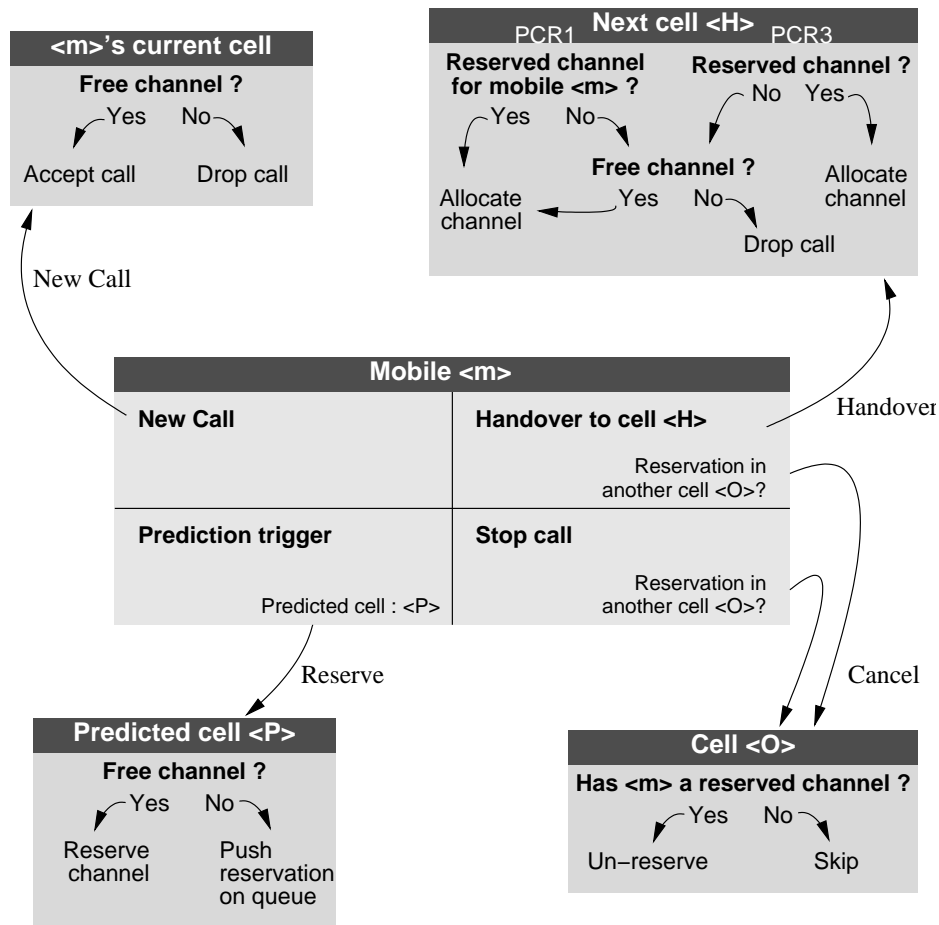 <m>'s current cell
Free channel ?
Yes No
Accept call Drop call
New Call
Next cell <H>
PCR1 PCR3
Reserved channel
for mobile <m> ?
Reserved channel ?
Yes No
No Yes
Free channel ?
Allocate
channel
Yes No
Allocate
channel
Drop call
Handover
Mobile <m>
New Call
Handover to cell <H>
Reservation in
another cell <O>?
Prediction trigger
Predicted cell : <P>
Stop call
Reservation in
another cell <O>?
Reserve
Cancel
Predicted cell <P>
Free channel ?
Yes No
Reserve
channel
Push
reservation
on queue
Cell <O>
Has <m> a reserved channel ?
Yes No
Un−reserve Skip